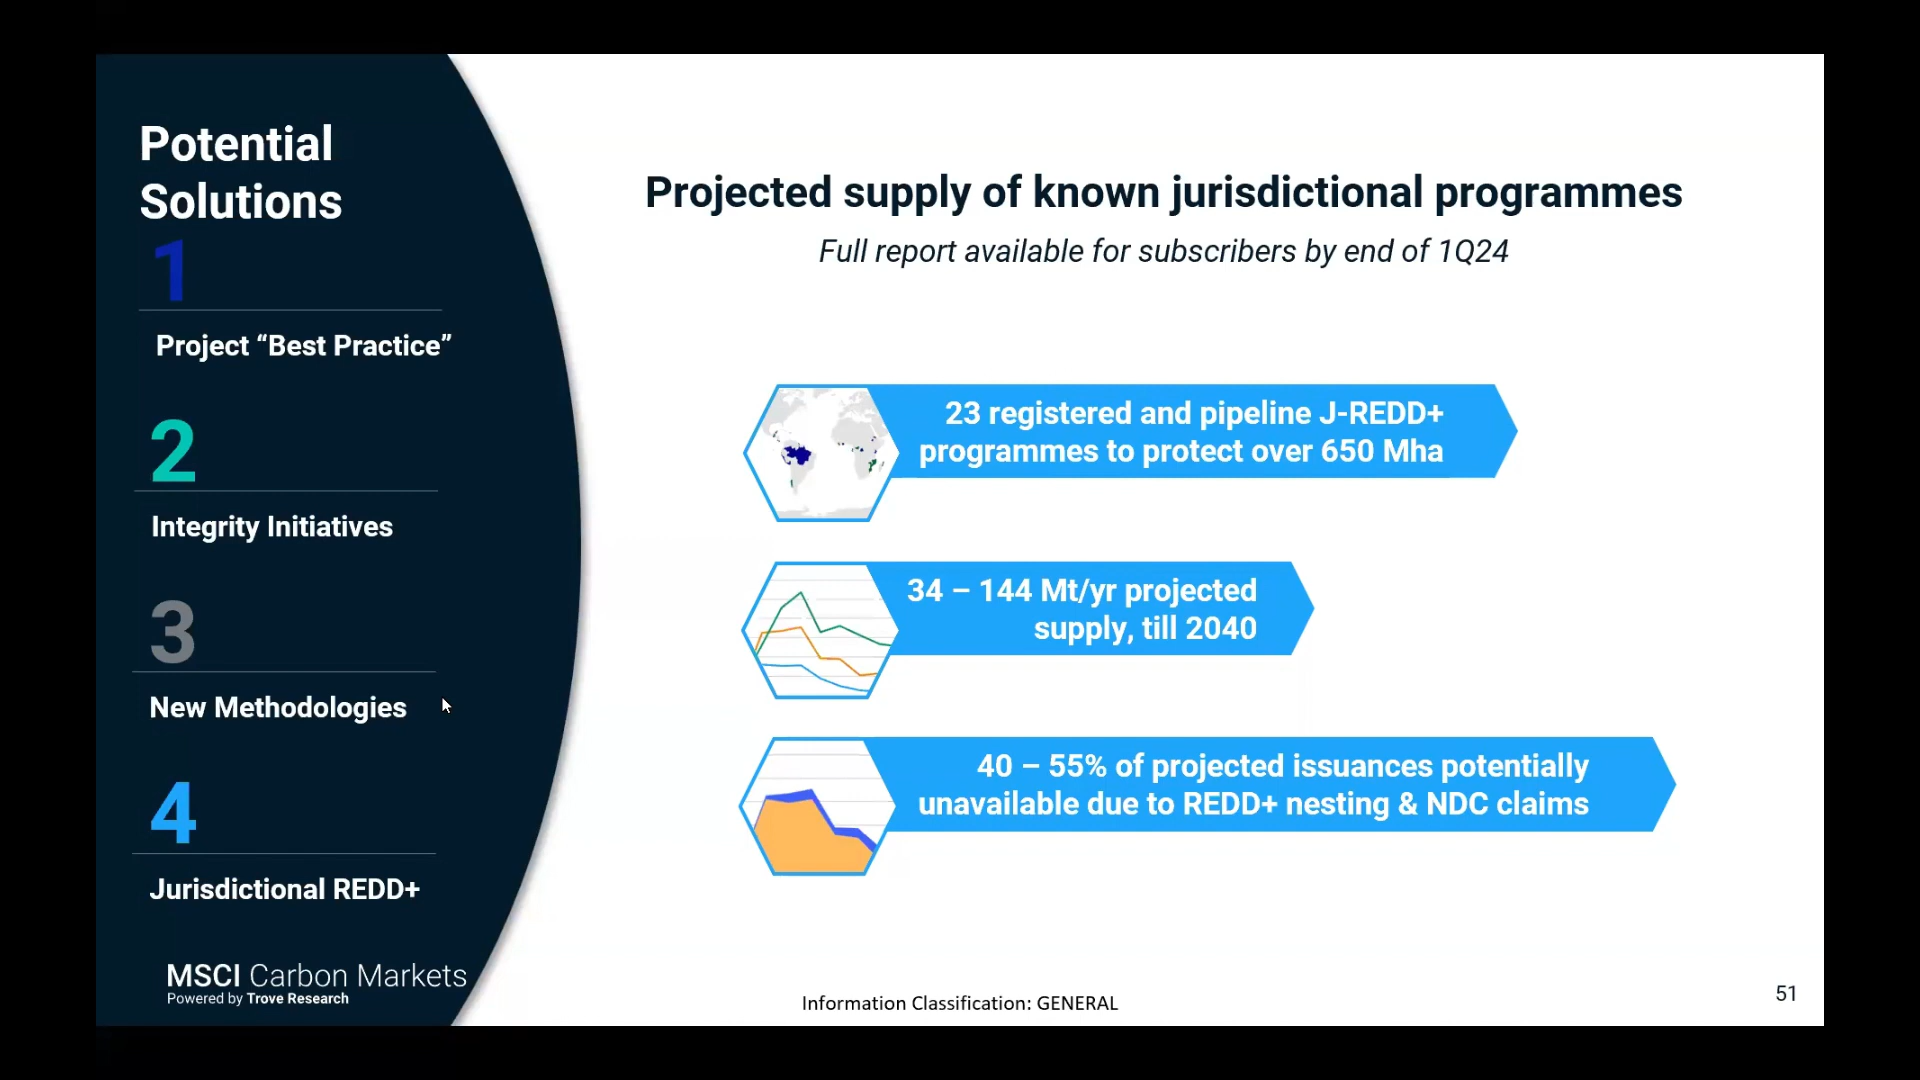 Potential
Solutions
1
Project “Best Practice”
2
Integrity Initiatives
3
New Methodologies
4
Jurisdictional REDD+
MSCI Carbon Markets
Powered by Trove Research
Projected supply of known jurisdictional programmes
Full report available for subscribers by end of 1Q24
23 registered and pipeline J-REDD+
programmes to protect over 650 Mha
34 – 144 Mt/yr projected
supply, till 2040
40 – 55% of projected issuances potentially
unavailable due to REDD+ nesting & NDC claims
Information Classification: GENERAL
51